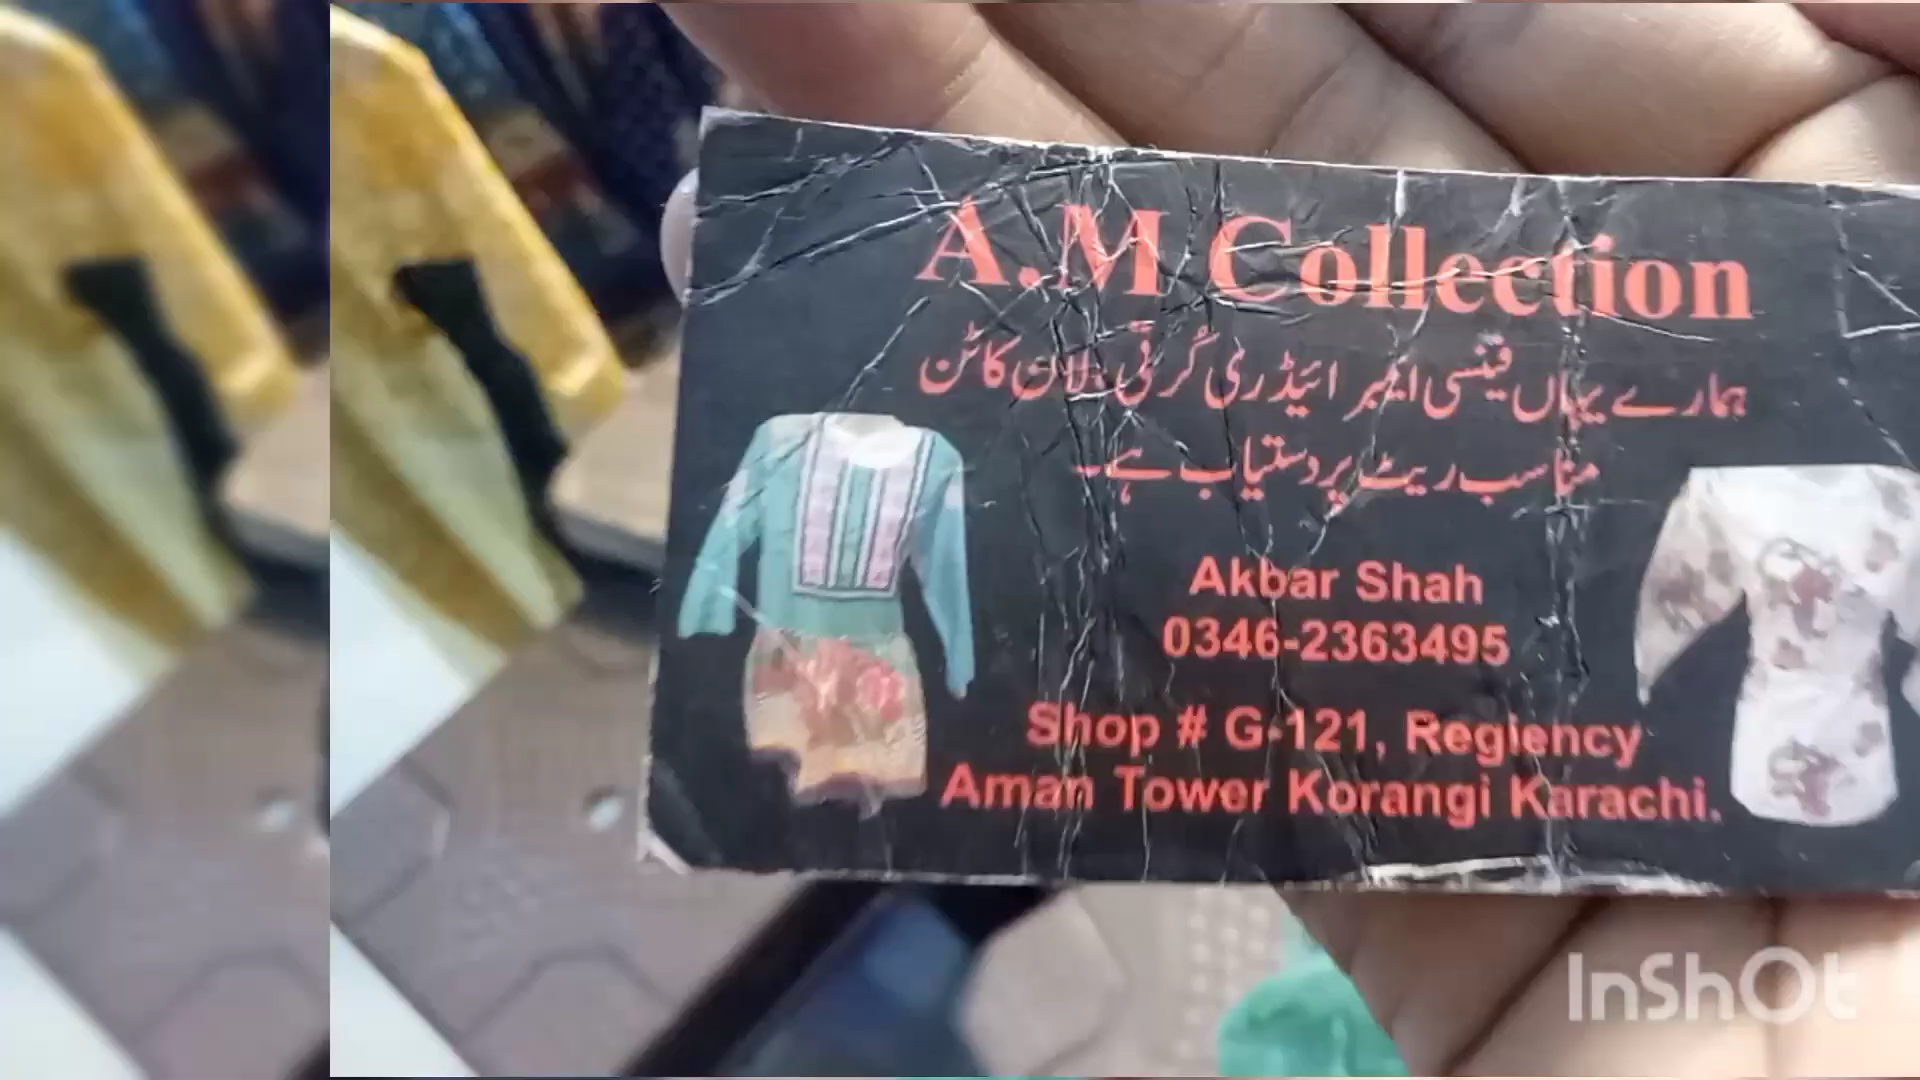 A.M Collection
ہمارے یہاں فینسی ایمبرائیڈری کُرتی، لان کاٹن
مناسب ریٹ پر دستیاب ہے۔
Akbar Shah
0346-2363495
Shop # G-121, Regiency
Aman Tower Korangi Karachi.
InShOt